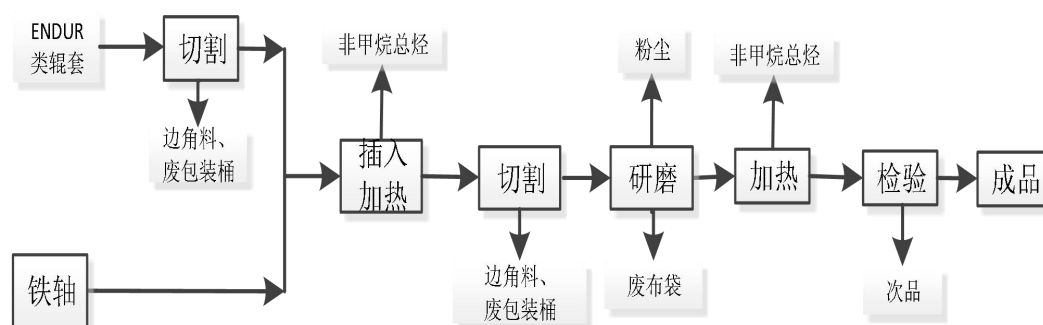 ENDUR
类辊套
切割
边角料、
废包装桶
铁轴
非甲烷总烃
插入
加热
切割
边角料、
废包装桶
粉尘
研磨
废布袋
非甲烷总烃
加热
检验
次品
成品